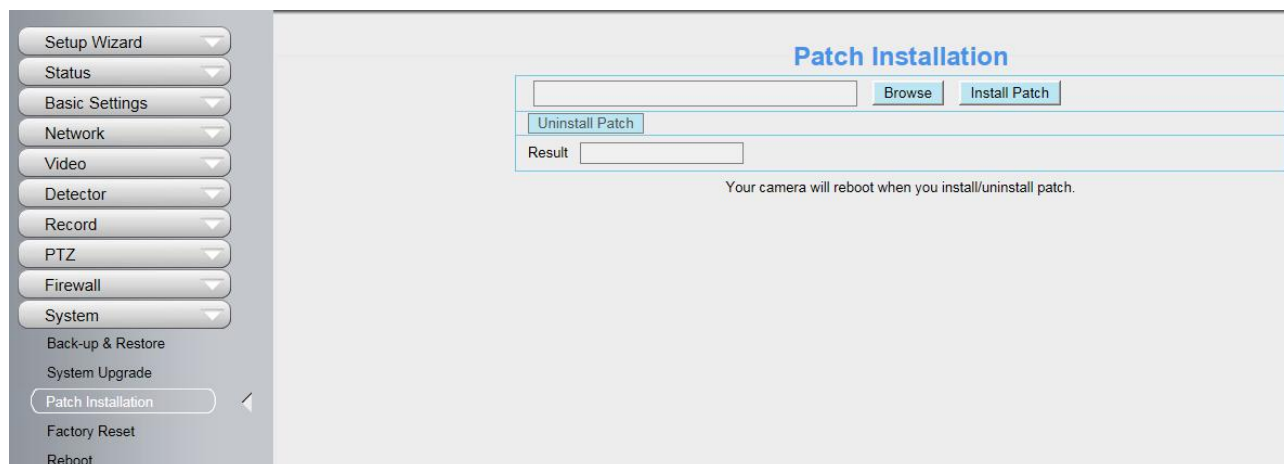 Setup Wizard
Status
Basic Settings
Network
Video
Detector
Record
PTZ
Firewall
System
Back-up & Restore
System Upgrade
Patch Installation
Factory Reset
Reboot
Patch Installation
Browse Install Patch
Uninstall Patch
Result
Your camera will reboot when you install/uninstall patch.